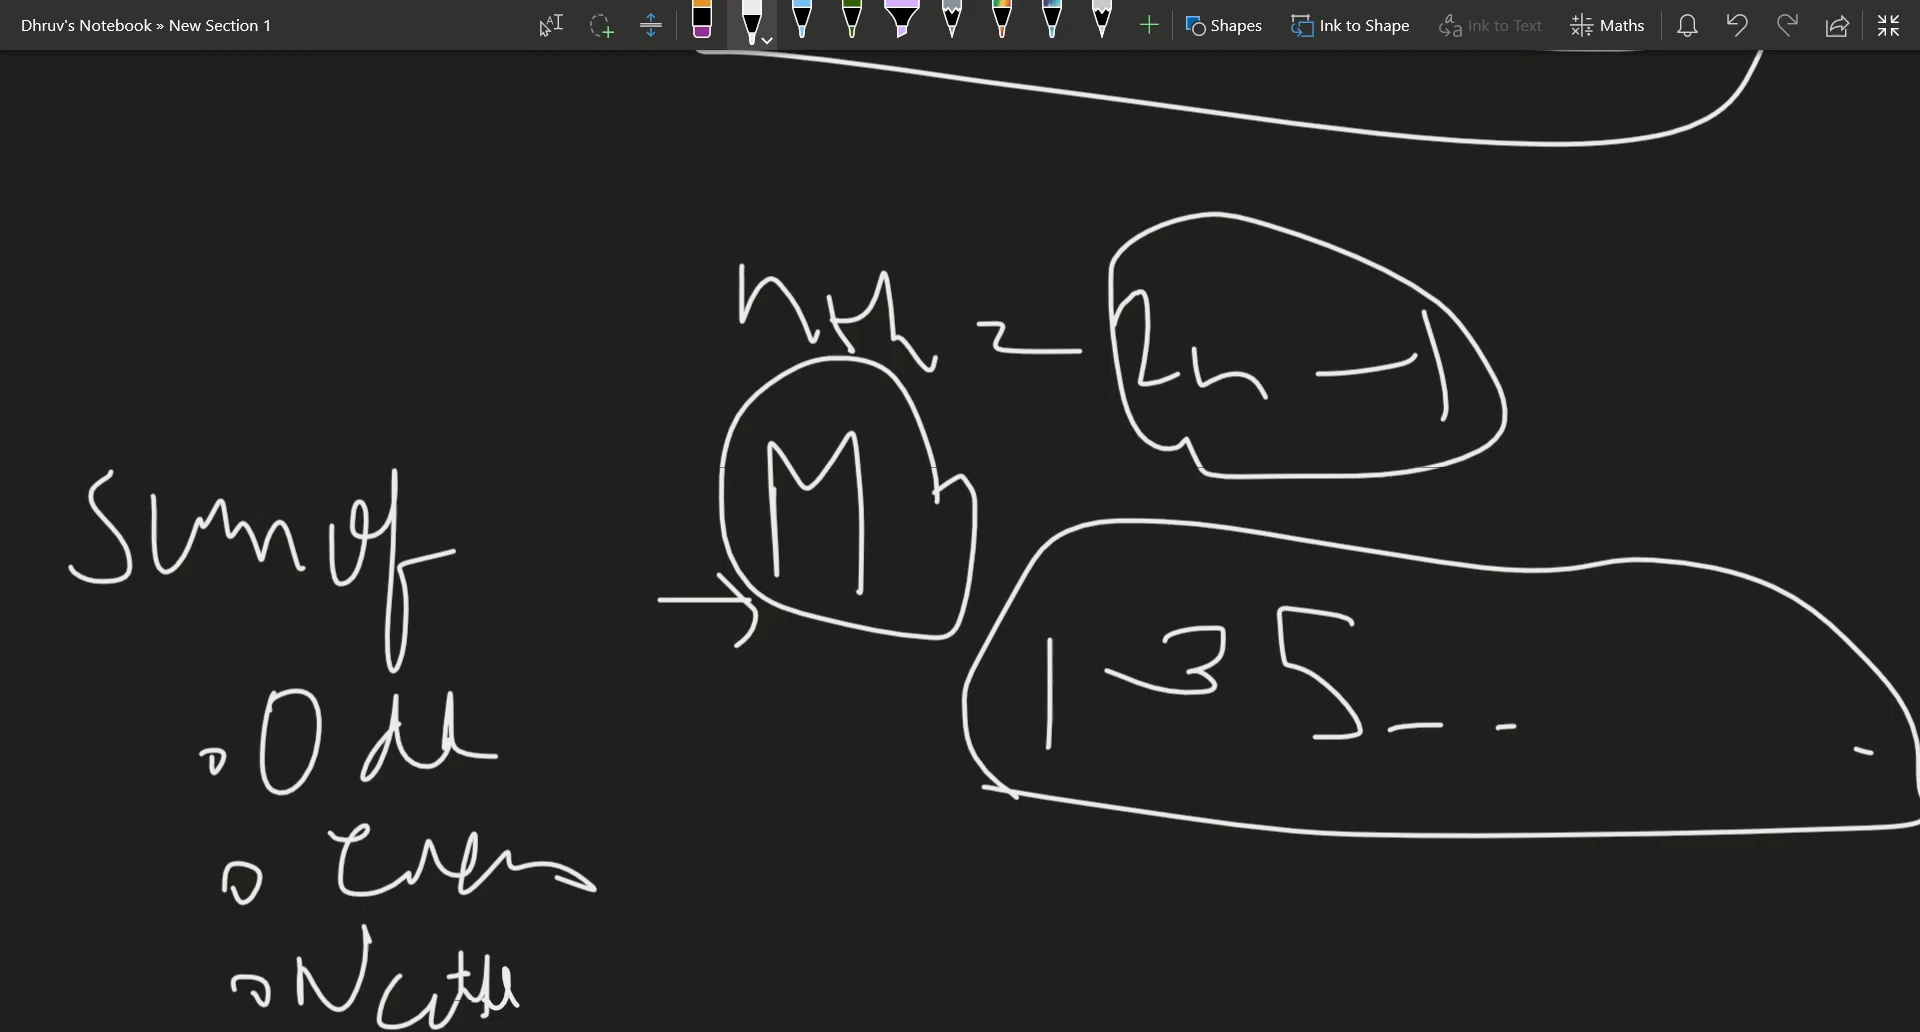 Dhruv's Notebook » New Section 1
Shapes
Ink to Shape
Ink to Text
Maths
nth = 2n - 1
M
Sum of
1 3 5 - - -
Odd
Even